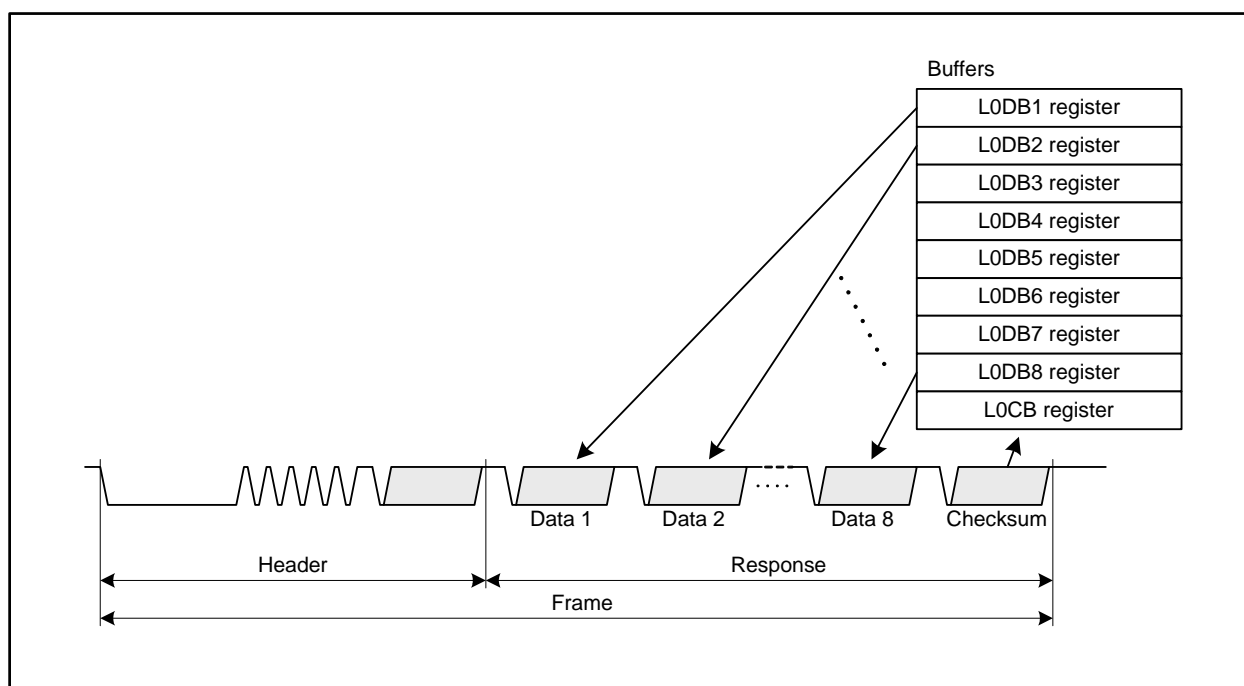 Buffers
L0DB1 register
L0DB2 register
L0DB3 register
L0DB4 register
L0DB5 register
L0DB6 register
L0DB7 register
L0DB8 register
L0CB register
Data 1
Data 2
Data 8
Checksum
Header
Response
Frame